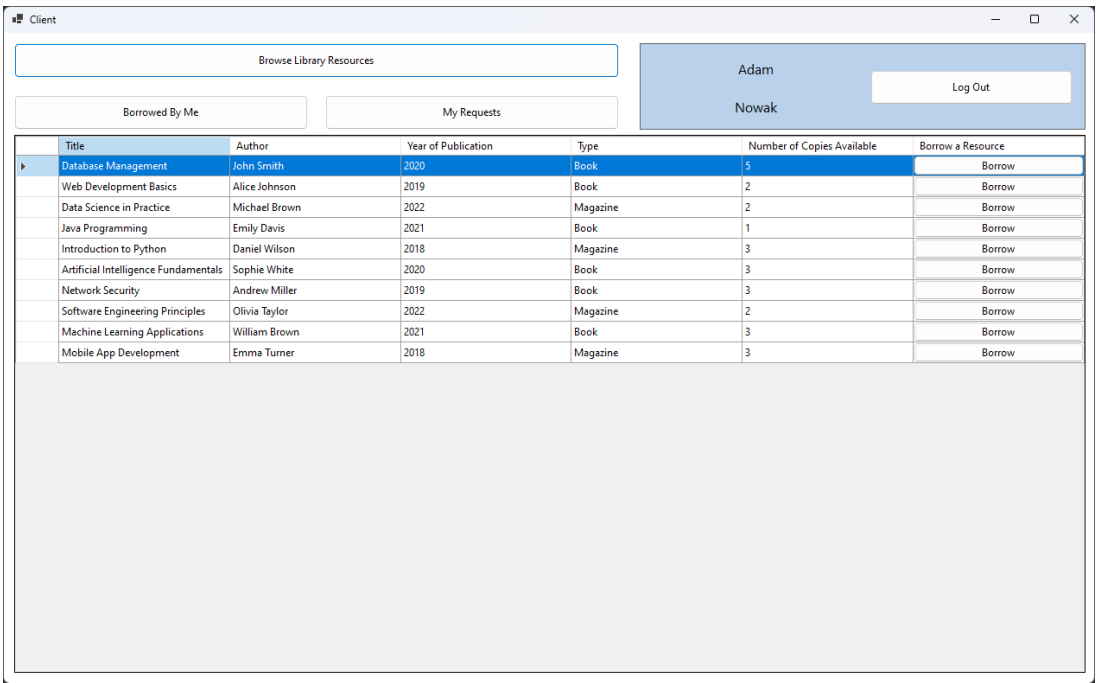 Client
Browse Library Resources
Borrowed By Me
My Requests
Adam
Nowak
Log Out
Title Author Year of Publication Type Number of Copies Available Borrow a Resource
Database Management John Smith 2020 Book 5 Borrow
Web Development Basics Alice Johnson 2019 Book 2 Borrow
Data Science in Practice Michael Brown 2022 Magazine 2 Borrow
Java Programming Emily Davis 2021 Book 1 Borrow
Introduction to Python Daniel Wilson 2018 Magazine 3 Borrow
Artificial Intelligence Fundamentals Sophie White 2020 Book 3 Borrow
Network Security Andrew Miller 2019 Book 3 Borrow
Software Engineering Principles Olivia Taylor 2022 Magazine 2 Borrow
Machine Learning Applications William Brown 2021 Book 3 Borrow
Mobile App Development Emma Turner 2018 Magazine 3 Borrow